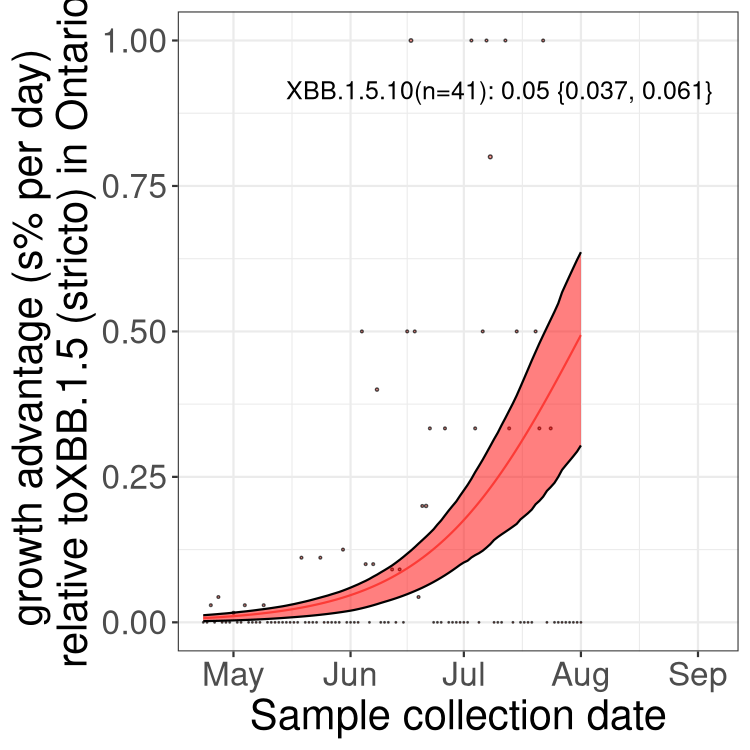 growth advantage (s% per day)
relative toXBB.1.5 (stricto) in Ontario
1.00
0.75
0.50
0.25
0.00
XBB.1.5.10(n=41): 0.05 {0.037, 0.061}
May Jun Jul Aug Sep
Sample collection date